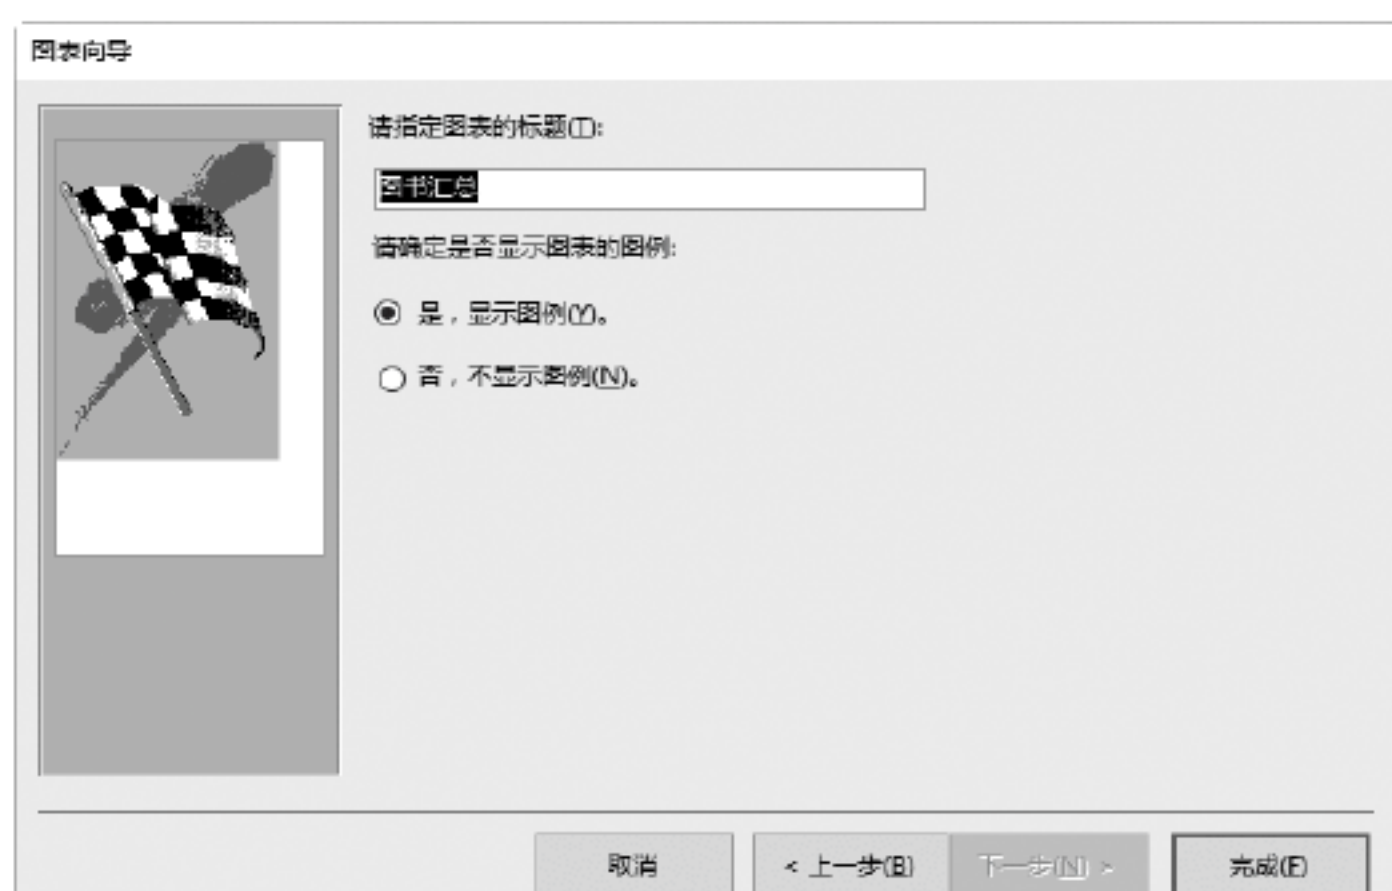 图表向导
请指定图表的标题(T):
图书汇总
请确定是否显示图表的图例:
是，显示图例(Y)。
否，不显示图例(N)。
取消
< 上一步(B)
下一步(N) >
完成(F)